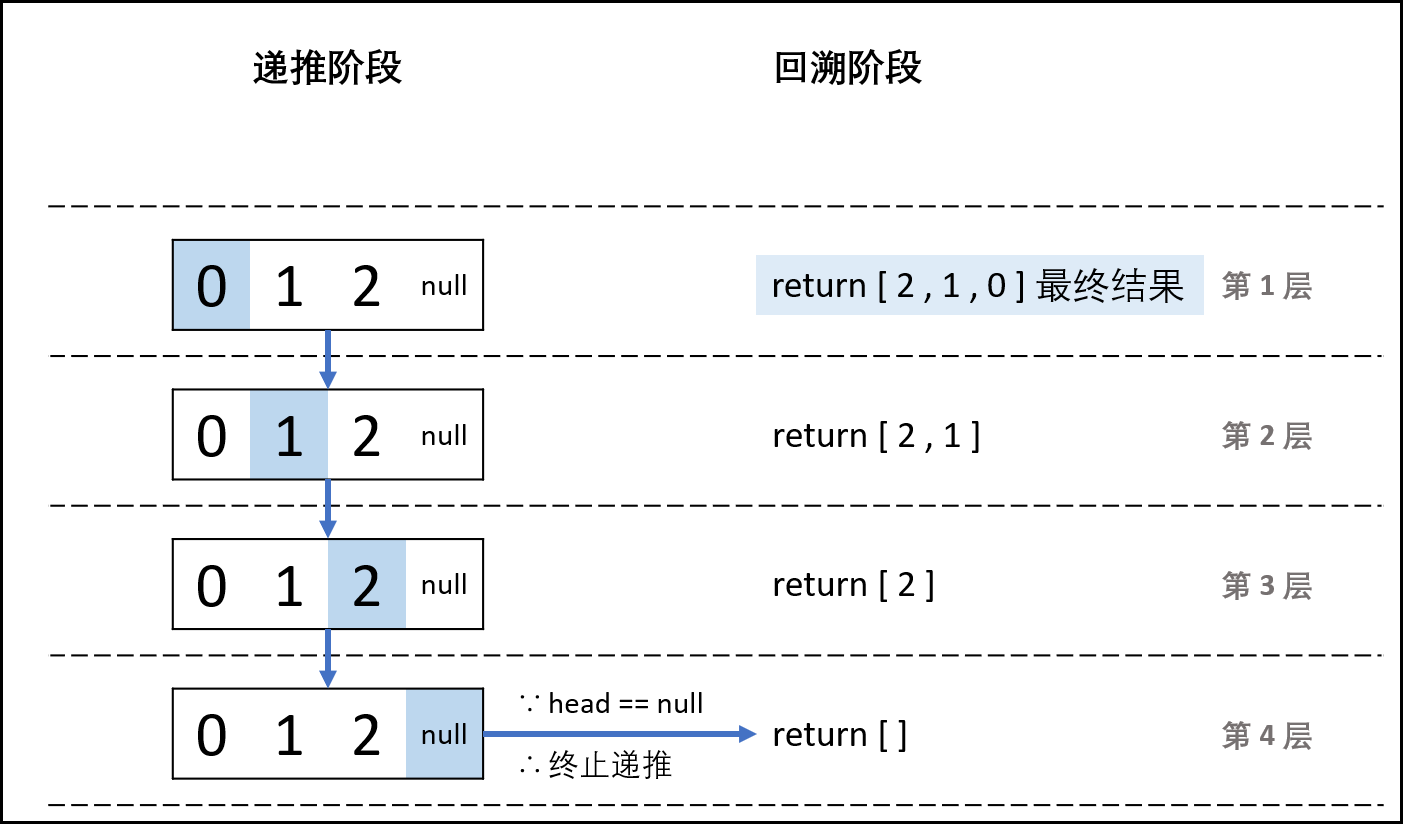 递推阶段 回溯阶段
0 1 2 null return [ 2 , 1 , 0 ] 最终结果 第 1 层
0 1 2 null return [ 2 , 1 ] 第 2 层
0 1 2 null return [ 2 ] 第 3 层
∵ head == null
0 1 2 null return [ ] 第 4 层
∴ 终止递推